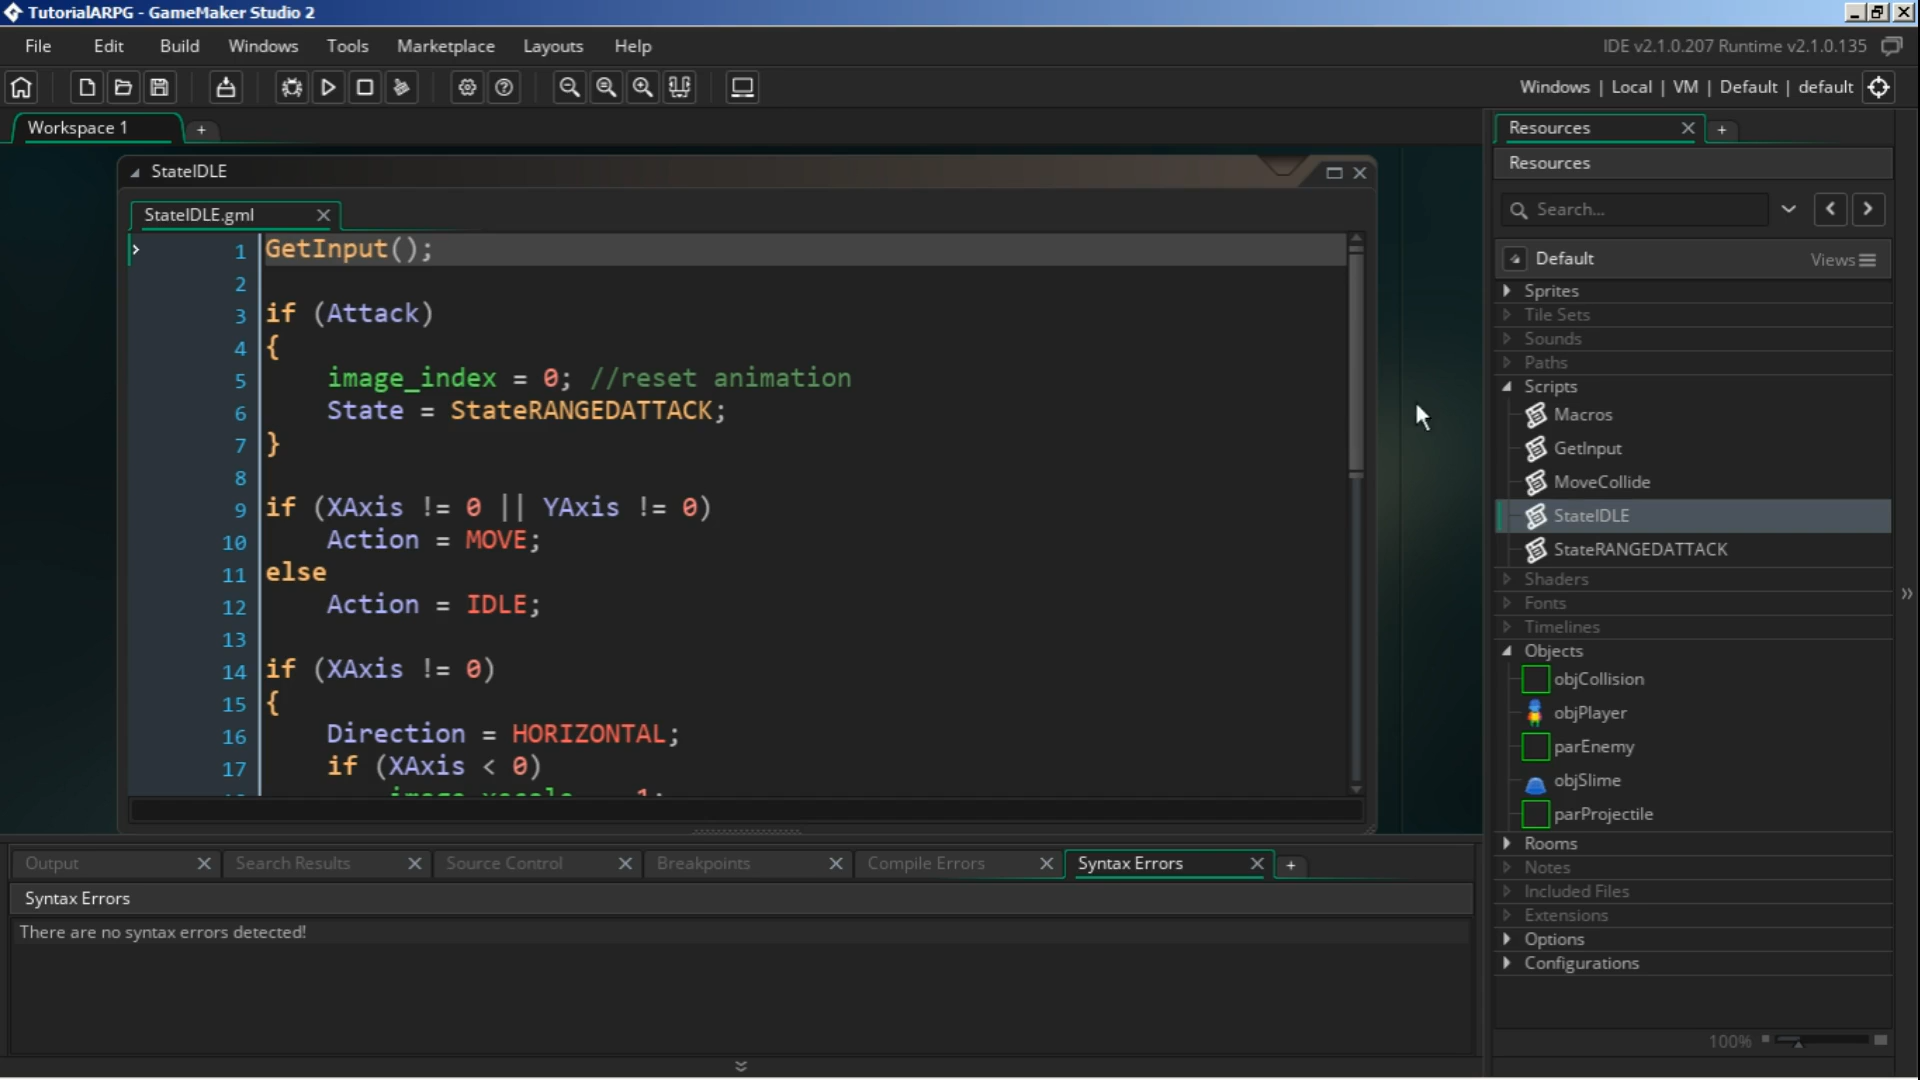 TutorialARPG - GameMaker Studio 2
File Edit Build Windows Tools Marketplace Layouts Help
IDE v2.1.0.207 Runtime v2.1.0.135
Windows | Local | VM | Default | default
Workspace 1
+
StateIDLE
StateIDLE.gml
1 GetInput();
2
3 if (Attack)
4 {
5 image_index = 0; //reset animation
6 State = StateRANGEDATTACK;
7 }
8
9 if (XAxis != 0 || YAxis != 0)
10 Action = MOVE;
11 else
12 Action = IDLE;
13
14 if (XAxis != 0)
15 {
16 Direction = HORIZONTAL;
17 if (XAxis < 0)
Output
Search Results
Source Control
Breakpoints
Compile Errors
Syntax Errors
+
Syntax Errors
There are no syntax errors detected!
Resources
+
Resources
Search...
Default
Views
Sprites
Tile Sets
Sounds
Paths
Scripts
Macros
GetInput
MoveCollide
StateIDLE
StateRANGEDATTACK
Shaders
Fonts
Timelines
Objects
objCollision
objPlayer
parEnemy
objSlime
parProjectile
Rooms
Notes
Included Files
Extensions
Options
Configurations
100%